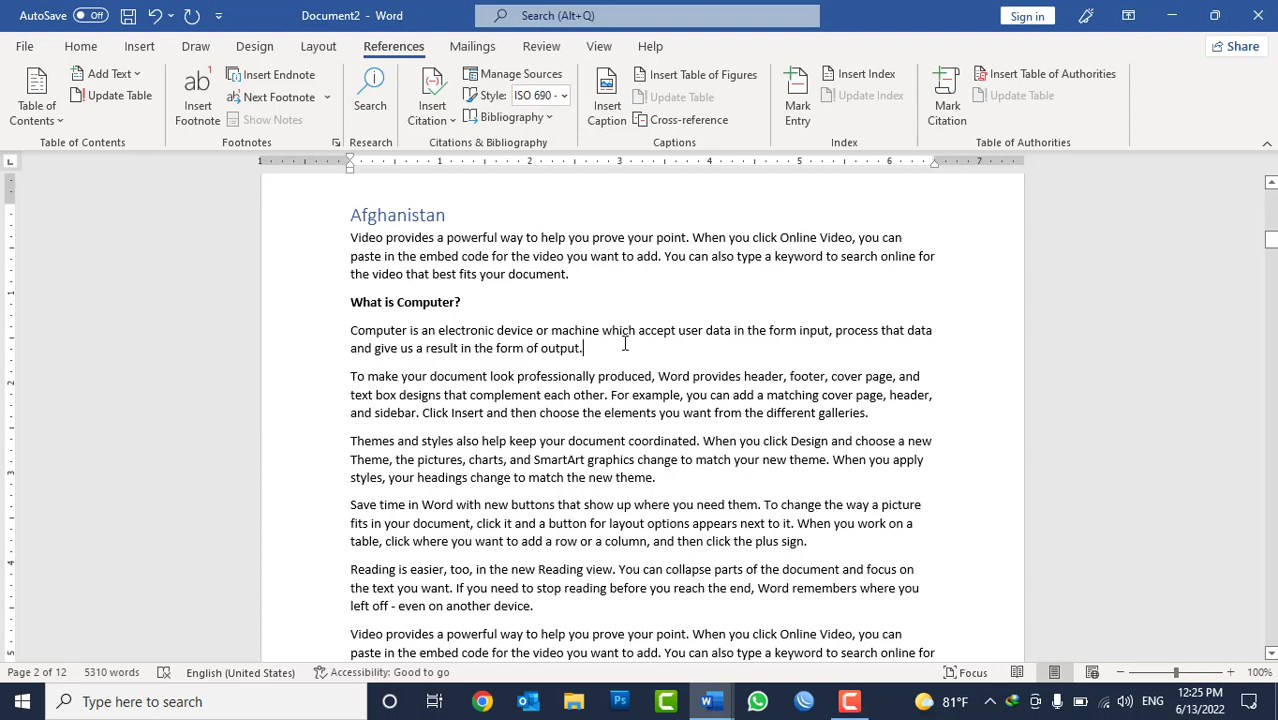 AutoSave Off Document2 - Word Search (Alt+Q) Sign in
File Home Insert Draw Design Layout References Mailings Review View Help Share
Table of Contents
Add Text
Update Table
Table of Contents
Insert Footnote
Insert Endnote
Next Footnote
Show Notes
Footnotes
Search
Research
Insert Citation
Manage Sources
Style: ISO 690 -
Bibliography
Citations & Bibliography
Insert Caption
Insert Table of Figures
Update Table
Cross-reference
Captions
Mark Entry
Insert Index
Update Index
Index
Mark Citation
Insert Table of Authorities
Update Table
Table of Authorities
1 1 2 3 4 5 6 7
Afghanistan
Video provides a powerful way to help you prove your point. When you click Online Video, you can
paste in the embed code for the video you want to add. You can also type a keyword to search online for
the video that best fits your document.
What is Computer?
Computer is an electronic device or machine which accept user data in the form input, process that data
and give us a result in the form of output.
To make your document look professionally produced, Word provides header, footer, cover page, and
text box designs that complement each other. For example, you can add a matching cover page, header,
and sidebar. Click Insert and then choose the elements you want from the different galleries.
Themes and styles also help keep your document coordinated. When you click Design and choose a new
Theme, the pictures, charts, and SmartArt graphics change to match your new theme. When you apply
styles, your headings change to match the new theme.
Save time in Word with new buttons that show up where you need them. To change the way a picture
fits in your document, click it and a button for layout options appears next to it. When you work on a
table, click where you want to add a row or a column, and then click the plus sign.
Reading is easier, too, in the new Reading view. You can collapse parts of the document and focus on
the text you want. If you need to stop reading before you reach the end, Word remembers where you
left off - even on another device.
Video provides a powerful way to help you prove your point. When you click Online Video, you can
paste in the embed code for the video you want to add. You can also type a keyword to search online for
1
2
3
4
5
Page 2 of 12 5310 words English (United States) Accessibility: Good to go Focus 100%
Type here to search 81°F ENG 12:25 PM
6/13/2022